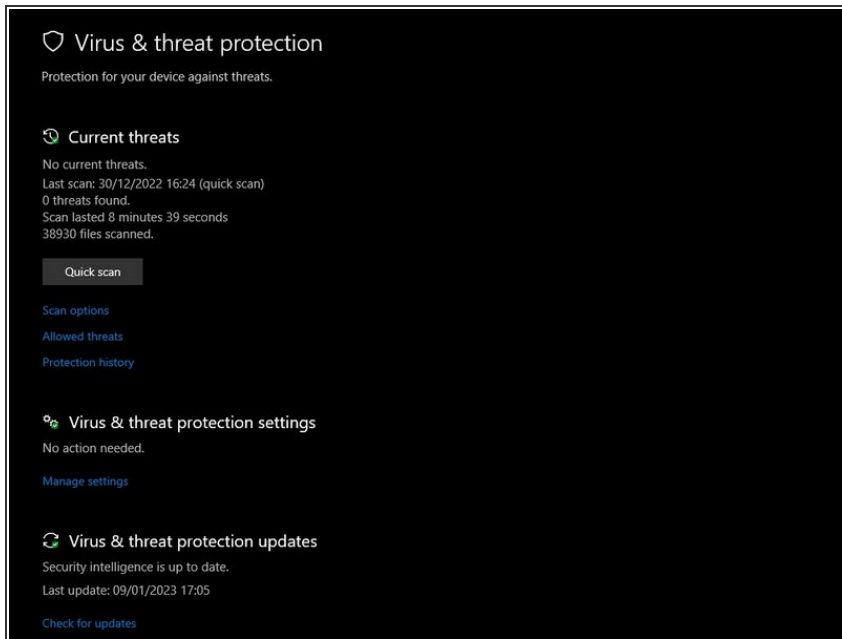 Virus & threat protection
Protection for your device against threats.
Current threats
No current threats.
Last scan: 30/12/2022 16:24 (quick scan)
0 threats found.
Scan lasted 8 minutes 39 seconds
38930 files scanned.
Quick scan
Scan options
Allowed threats
Protection history
Virus & threat protection settings
No action needed.
Manage settings
Virus & threat protection updates
Security intelligence is up to date.
Last update: 09/01/2023 17:05
Check for updates